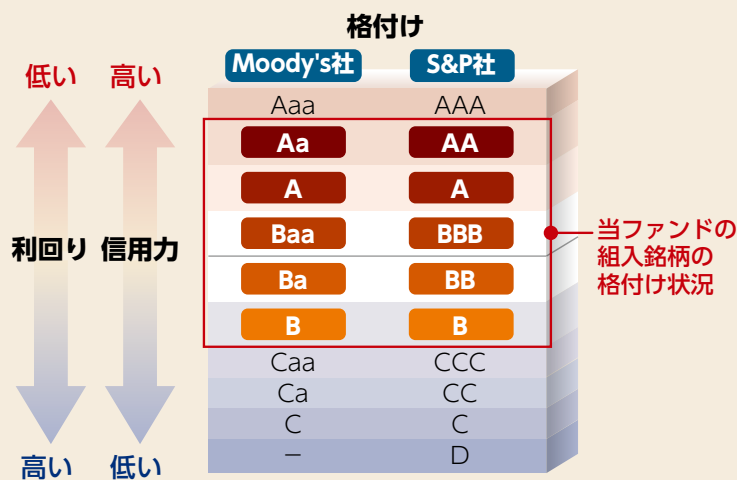 格付け
Moody's社 S&P社
低い 高い
Aaa AAA
Aa AA
A A
Baa BBB
利回り 信用力
Ba BB
B B
当ファンドの
組入銘柄の
格付け状況
Caa CCC
Ca CC
C C
– D
高い 低い